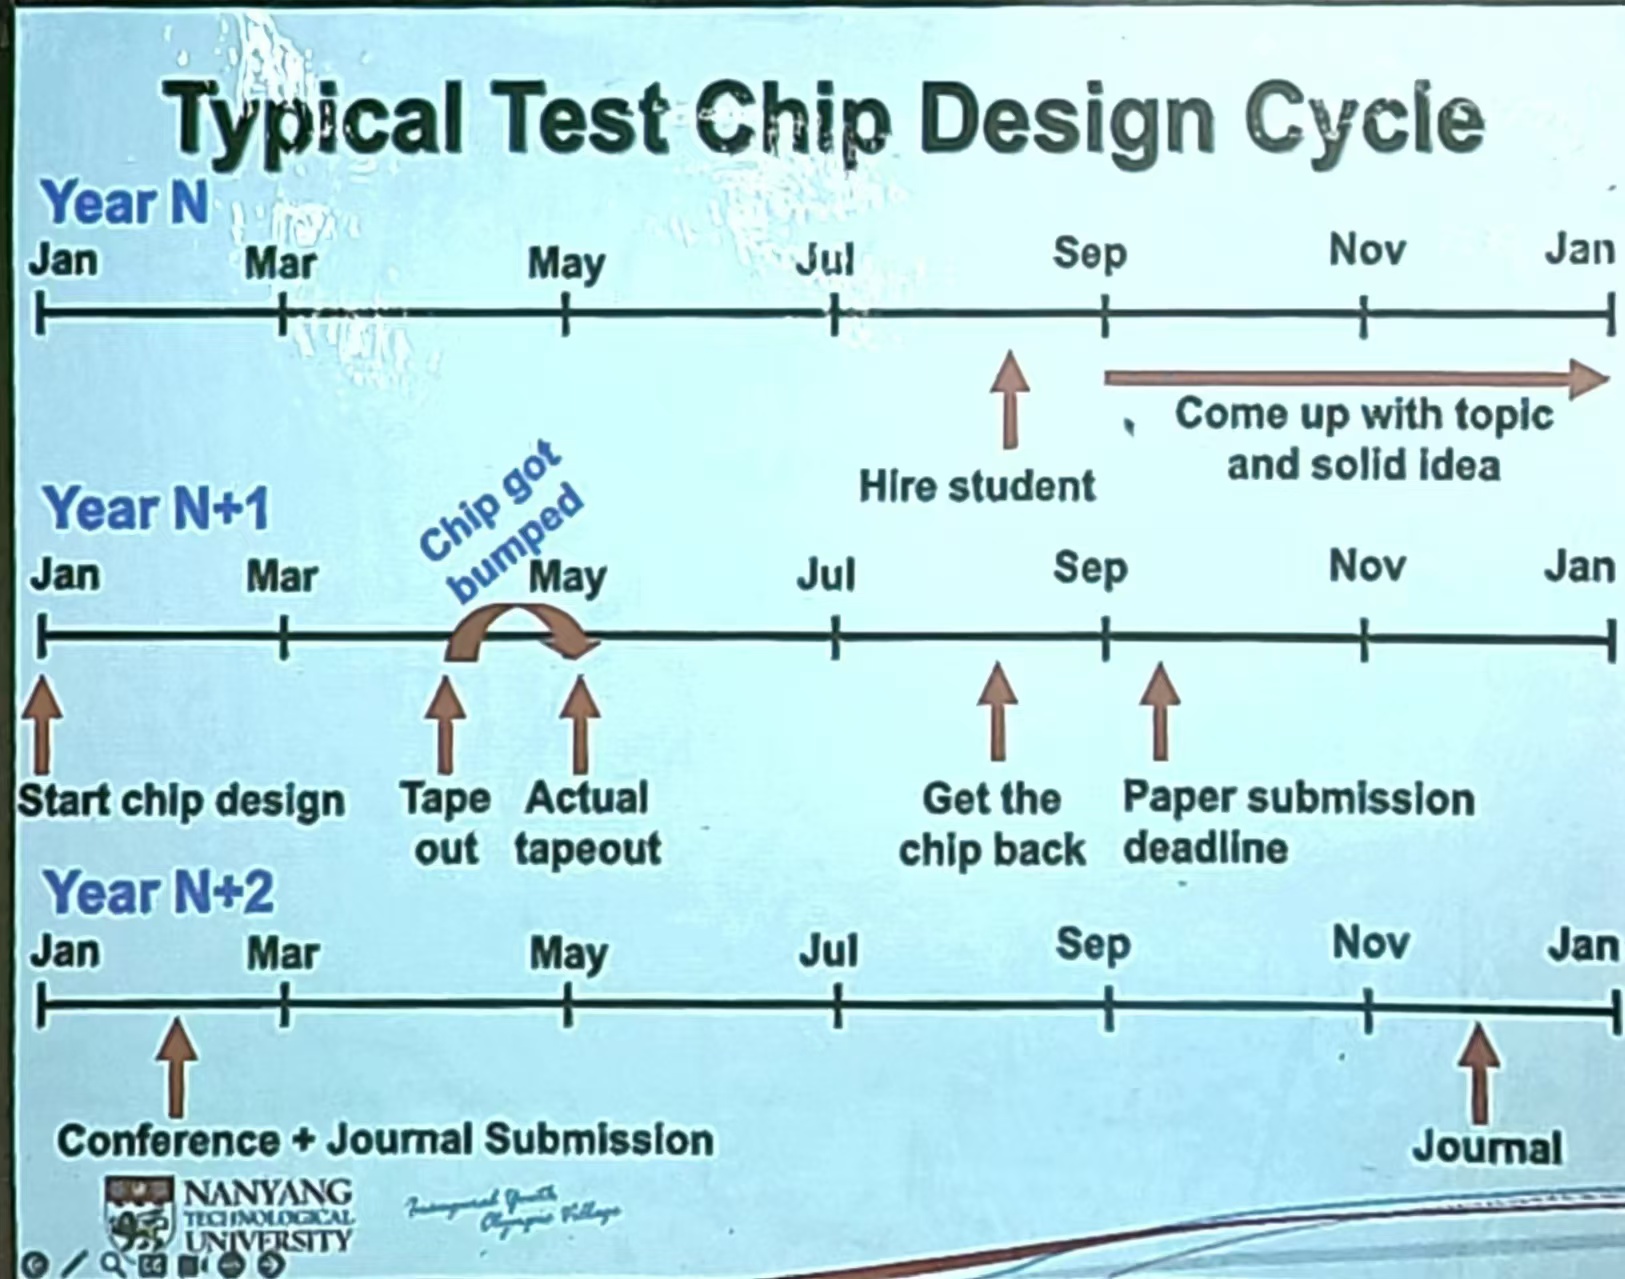 Typical Test Chip Design Cycle
Year N
Jan Mar May Jul Sep Nov Jan
Come up with topic
and solid idea
Hire student
Chip got
bumped
Year N+1
Jan Mar May Jul Sep Nov Jan
Start chip design
Tape
out
Actual
tapeout
Get the
chip back
Paper submission
deadline
Year N+2
Jan Mar May Jul Sep Nov Jan
Conference + Journal Submission
Journal
NANYANG
TECHNOLOGICAL
UNIVERSITY
Inaugural Youth
Olympic Village